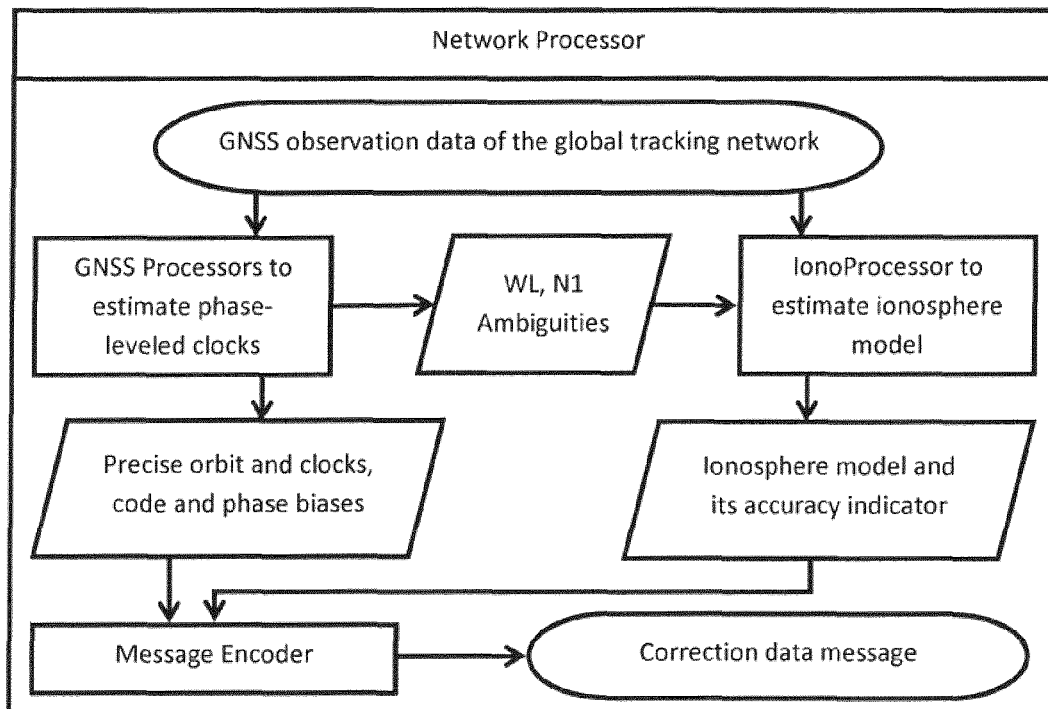 Network Processor
GNSS observation data of the global tracking network
GNSS Processors to
estimate phase-
leveled clocks
WL, N1
Ambiguities
IonoProcessor to
estimate ionosphere
model
Precise orbit and clocks,
code and phase biases
Ionosphere model and
its accuracy indicator
Message Encoder
Correction data message